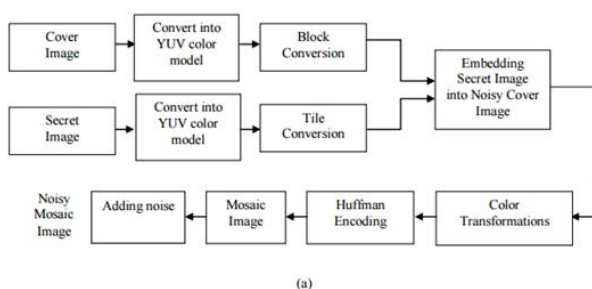 Cover
Image
Convert into
YUV color
model
Block
Conversion
Embedding
Secret Image
into Noisy Cover
Image
Secret
Image
Convert into
YUV color
model
Tile
Conversion
Noisy
Mosaic
Image
Adding noise
Mosaic
Image
Huffman
Encoding
Color
Transformations
(a)